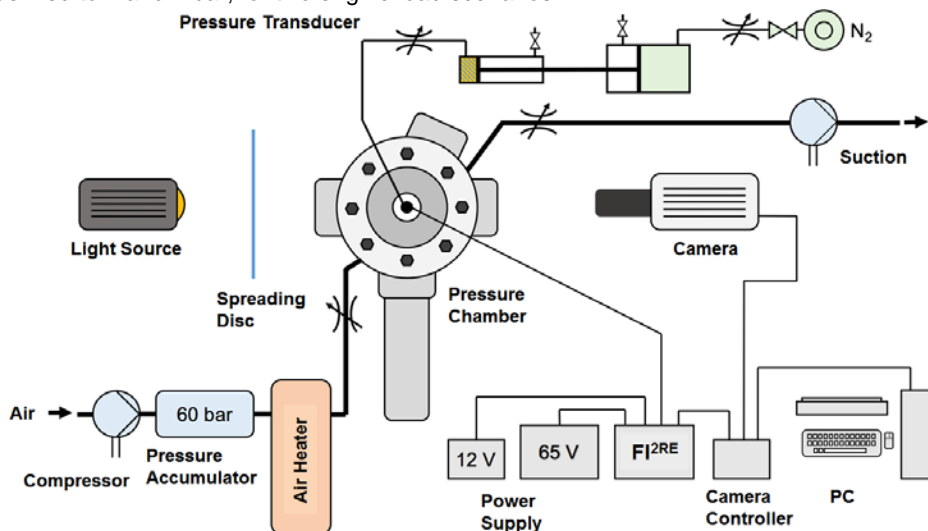 Pressure Transducer
N2
Suction
Light Source
Camera
Spreading
Disc
Pressure
Chamber
Air
60 bar
Air Heater
Compressor
Pressure
Accumulator
12 V
65 V
FI2RE
Power
Supply
Camera
Controller
PC